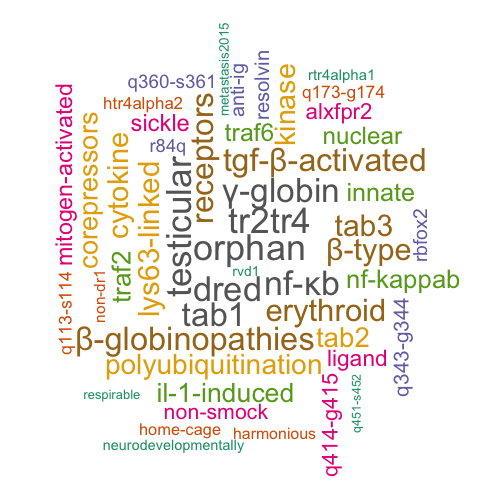 metastasis2015
rtr4alpha1
q360-s361
anti-ig
resolvin
kinase
q173-g174
htr4alpha2
alxfpr2
mitogen-activated
corepressors
cytokine
sickle
receptors
traf6
nuclear
r84q
tgf-β-activated
lys63-linked
testicular
γ-globin
innate
tr2tr4
tab3
rbfox2
orphan
β-type
q113-s114
non-dr1
traf2
rvd1
dred
nf-κb
nf-kappab
tab1
erythroid
q343-g344
β-globinopathies
tab2
polyubiquitination
ligand
respirable
il-1-induced
q414-g415
q451-s452
non-smock
home-cage
harmonious
neurodevelopmentally